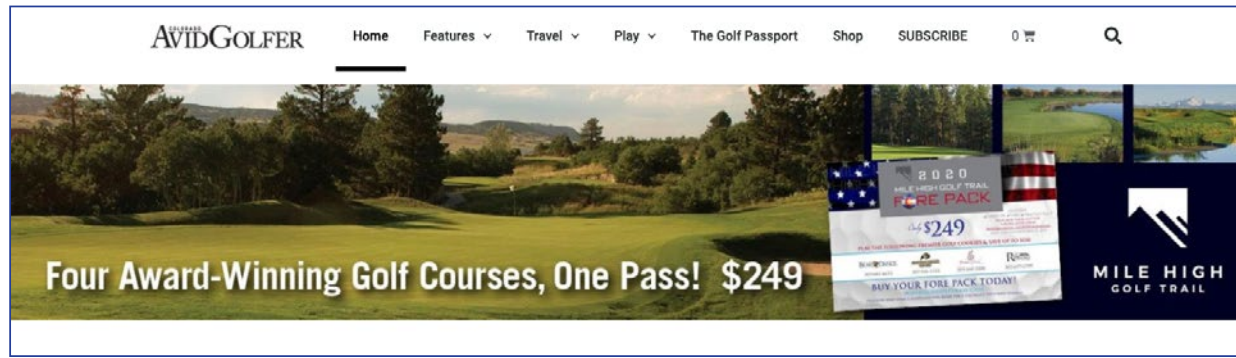 COLORADO
AVIDGOLFER
Home
Features
Travel
Play
The Golf Passport
Shop
SUBSCRIBE
0
Four Award-Winning Golf Courses, One Pass! $249
2020
MILE HIGH GOLF TRAIL
FORE PACK
Only $249
BUY YOUR FORE PACK TODAY!
MILE HIGH
GOLF TRAIL